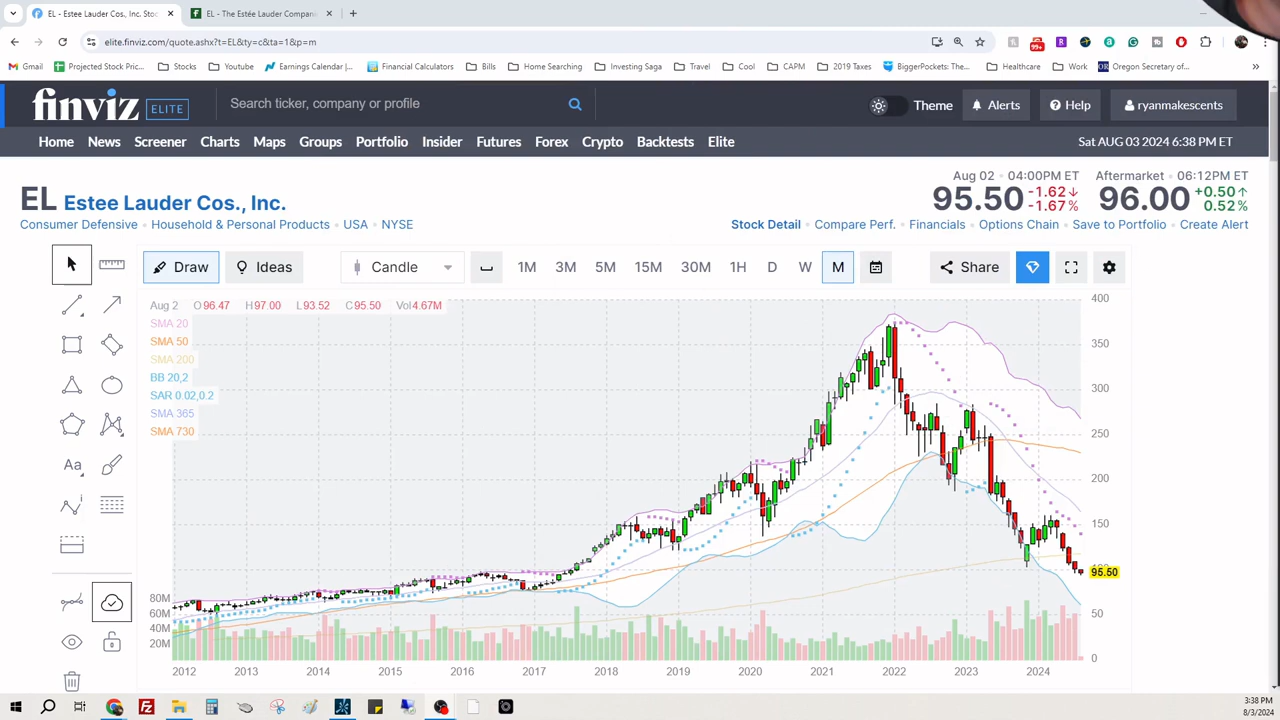 EL - Estee Lauder Cos., Inc. Stoc
EL - The Estée Lauder Compani
elite.finviz.com/quote.ashx?t=EL&ty=c&ta=1&p=m
99+
Gmail
Projected Stock Pric...
Stocks
Youtube
Earnings Calendar |...
Financial Calculators
Bills
Home Searching
Investing Saga
Travel
Cool
CAPM
2019 Taxes
BiggerPockets: The...
Healthcare
Work
Oregon Secretary of...
finviz ELITE
Search ticker, company or profile
Theme
Alerts
Help
ryanmakescents
Home News Screener Charts Maps Groups Portfolio Insider Futures Forex Crypto Backtests Elite
Sat AUG 03 2024 6:38 PM ET
Aug 02 • 04:00PM ET
Aftermarket • 06:12PM ET
EL Estee Lauder Cos., Inc.
95.50 -1.62↓ -1.67%
96.00 +0.50↑ 0.52%
Consumer Defensive • Household & Personal Products • USA • NYSE
Stock Detail • Compare Perf. • Financials • Options Chain • Save to Portfolio • Create Alert
Draw
Ideas
Candle
1M 3M 5M 15M 30M 1H D W M
Share
Aug 2 O96.47 H97.00 L93.52 C95.50 Vol4.67M
SMA 20
SMA 50
SMA 200
BB 20,2
SAR 0.02,0.2
SMA 365
SMA 730
Aa
400
350
300
250
200
150
95.50
50
0
80M
60M
40M
20M
2012 2013 2014 2015 2016 2017 2018 2019 2020 2021 2022 2023 2024
3:38 PM
8/3/2024